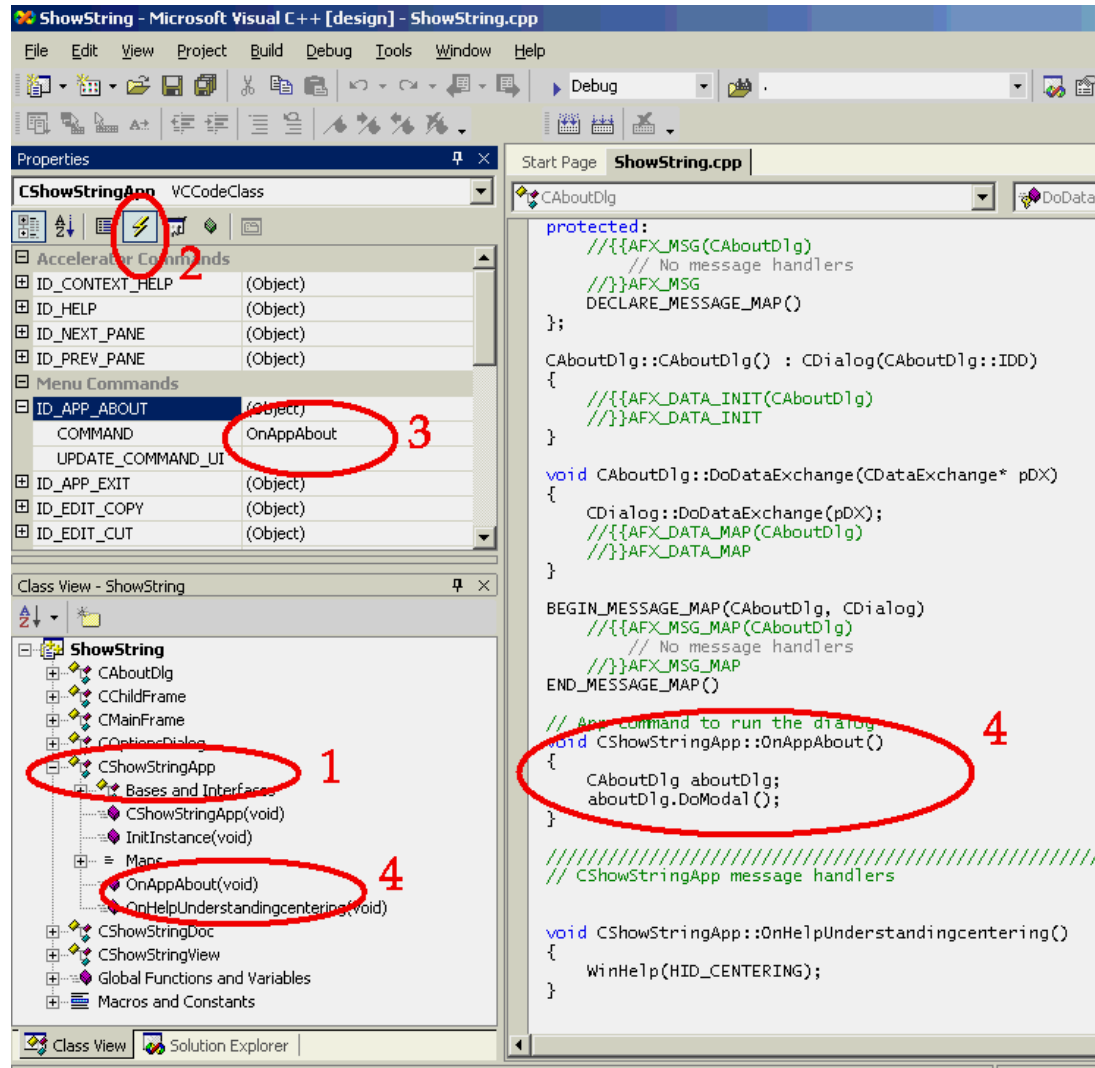 ShowString - Microsoft Visual C++ [design] - ShowString.cpp
File Edit View Project Build Debug Tools Window Help
Debug
Properties
CShowStringApp VCCodeClass
2
Accelerator Commands
ID_CONTEXT_HELP (Object)
ID_HELP (Object)
ID_NEXT_PANE (Object)
ID_PREV_PANE (Object)
Menu Commands
ID_APP_ABOUT (Object)
COMMAND OnAppAbout
3
UPDATE_COMMAND_UI
ID_APP_EXIT (Object)
ID_EDIT_COPY (Object)
ID_EDIT_CUT (Object)
Class View - ShowString
ShowString
CAboutDlg
CChildFrame
CMainFrame
COptionsDialog
CShowStringApp
1
Bases and Interfaces
CShowStringApp(void)
InitInstance(void)
Maps
OnAppAbout(void)
4
OnHelpUnderstandingcentering(void)
CShowStringDoc
CShowStringView
Global Functions and Variables
Macros and Constants
Class View Solution Explorer
Start Page ShowString.cpp
CAboutDlg DoData
protected:
//{{AFX_MSG(CAboutDlg)
// No message handlers
//}}AFX_MSG
DECLARE_MESSAGE_MAP()
};
CAboutDlg::CAboutDlg() : CDialog(CAboutDlg::IDD)
{
//{{AFX_DATA_INIT(CAboutDlg)
//}}AFX_DATA_INIT
}
void CAboutDlg::DoDataExchange(CDataExchange* pDX)
{
CDialog::DoDataExchange(pDX);
//{{AFX_DATA_MAP(CAboutDlg)
//}}AFX_DATA_MAP
}
BEGIN_MESSAGE_MAP(CAboutDlg, CDialog)
//{{AFX_MSG_MAP(CAboutDlg)
// No message handlers
//}}AFX_MSG_MAP
END_MESSAGE_MAP()
// App command to run the dialog
4
void CShowStringApp::OnAppAbout()
{
CAboutDlg aboutDlg;
aboutDlg.DoModal();
}
/////////////////////////////////////////////////
// CShowStringApp message handlers
void CShowStringApp::OnHelpUnderstandingcentering()
{
WinHelp(HID_CENTERING);
}